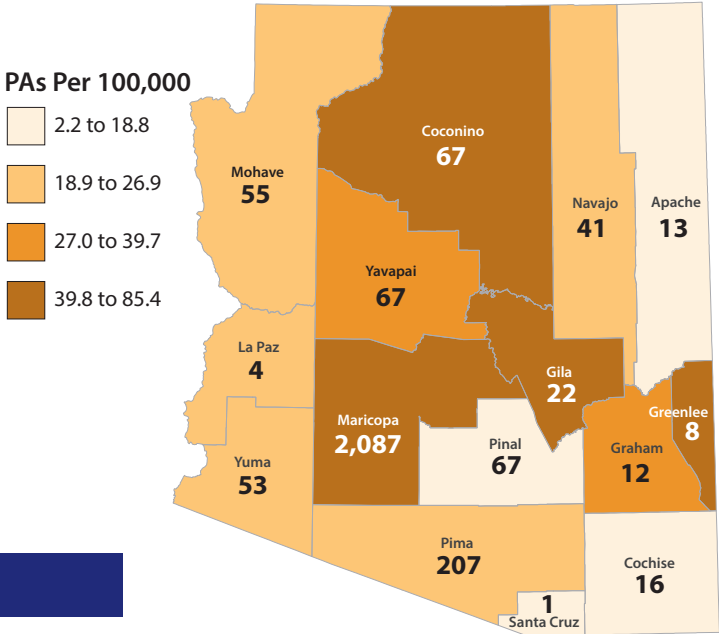 PAs Per 100,000
2.2 to 18.8
18.9 to 26.9
27.0 to 39.7
39.8 to 85.4
Coconino
67
Mohave
55
Navajo
41
Apache
13
Yavapai
67
La Paz
4
Gila
22
Greenlee
8
Maricopa
2,087
Pinal
67
Graham
12
Yuma
53
Pima
207
Cochise
16
1
Santa Cruz